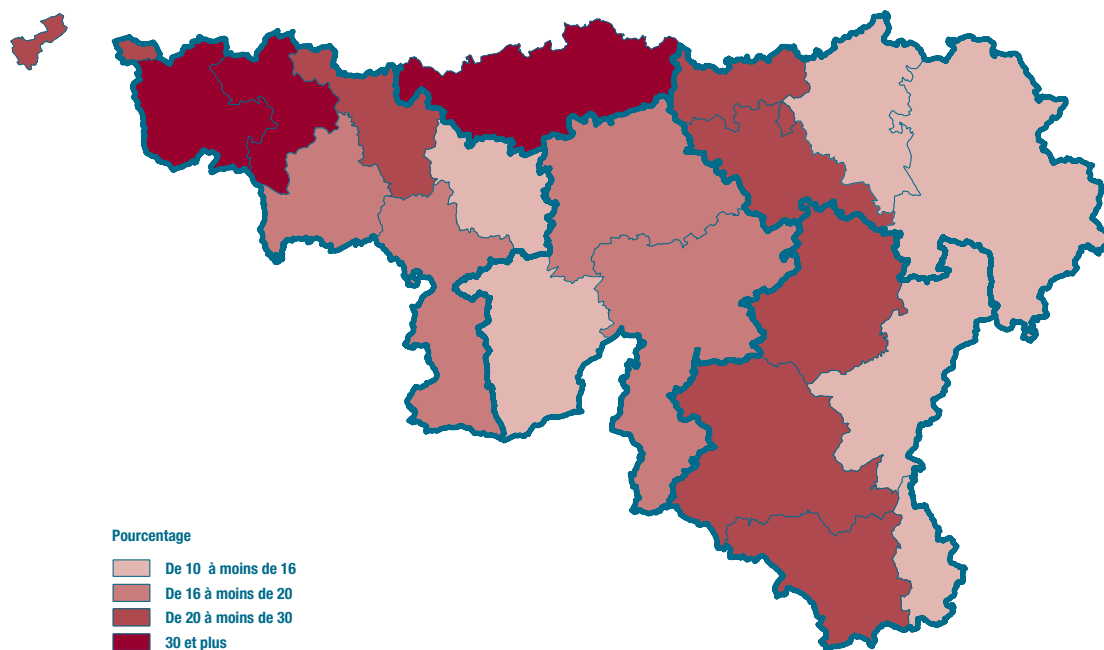 Pourcentage
De 10 à moins de 16
De 16 à moins de 20
De 20 à moins de 30
30 et plus